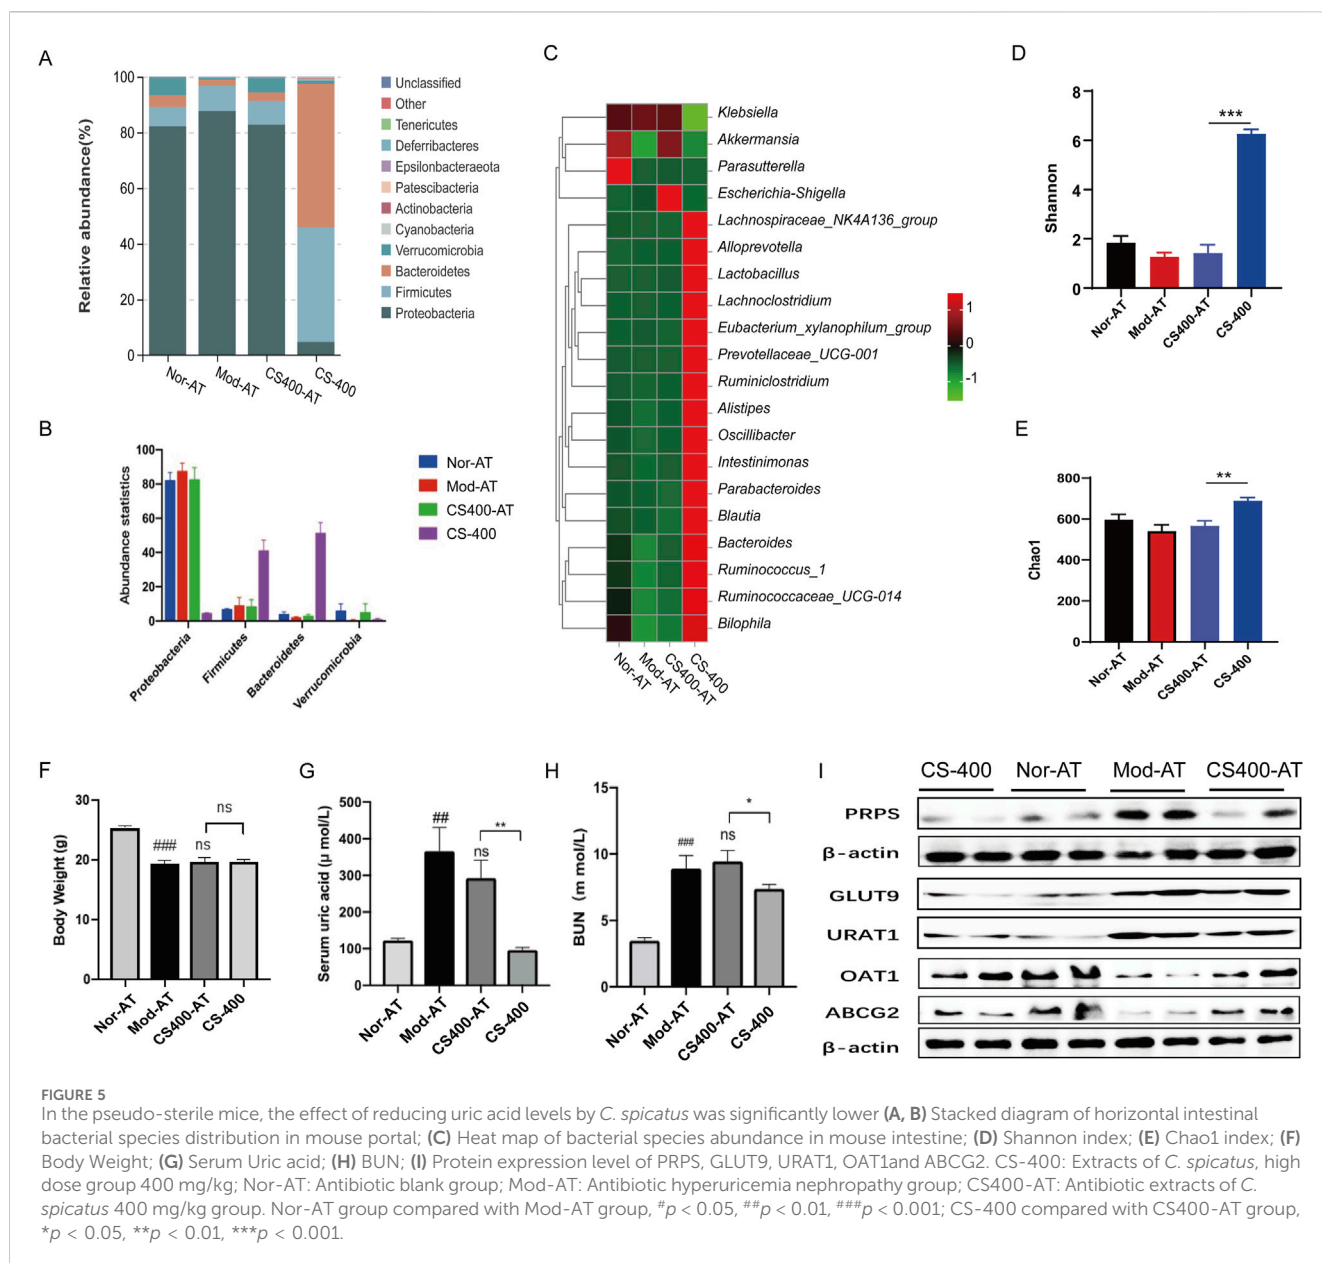 A
Relative abundance(%)
100
80
60
40
20
0
Nor-AT
Mod-AT
CS400-AT
CS-400
Unclassified
Other
Tenericutes
Deferribacteres
Epsilonbacteraeota
Patescibacteria
Actinobacteria
Cyanobacteria
Verrucomicrobia
Bacteroidetes
Firmicutes
Proteobacteria
B
Abundance statistics
100
80
60
40
20
0
Proteobacteria
Firmicutes
Bacteroidetes
Verrucomicrobia
Nor-AT
Mod-AT
CS400-AT
CS-400
C
Klebsiella
Akkermansia
Parasutterella
Escherichia-Shigella
Lachnospiraceae_NK4A136_group
Alloprevotella
Lactobacillus
Lachnoclostridium
Eubacterium_xylanophilum_group
Prevotellaceae_UCG-001
Ruminiclostridium
Alistipes
Oscillibacter
Intestinimonas
Parabacteroides
Blautia
Bacteroides
Ruminococcus_1
Ruminococcaceae_UCG-014
Bilophila
Nor-AT
Mod-AT
CS400-AT
CS-400
1
0
-1
D
Shannon
8
6
4
2
0
***
Nor-AT
Mod-AT
CS400-AT
CS-400
E
Chao1
800
600
400
200
0
**
Nor-AT
Mod-AT
CS400-AT
CS-400
F
Body Weight (g)
30
20
10
0
###
ns
ns
Nor-AT
Mod-AT
CS400-AT
CS-400
G
Serum uric acid (μ mol/L)
500
400
300
200
100
0
##
ns
**
Nor-AT
Mod-AT
CS400-AT
CS-400
H
BUN (m mol/L)
15
10
5
0
###
ns
*
Nor-AT
Mod-AT
CS400-AT
CS-400
I
CS-400 Nor-AT Mod-AT CS400-AT
PRPS
β-actin
GLUT9
URAT1
OAT1
ABCG2
β-actin
FIGURE 5
In the pseudo-sterile mice, the effect of reducing uric acid levels by C. spicatus was significantly lower (A, B) Stacked diagram of horizontal intestinal
bacterial species distribution in mouse portal; (C) Heat map of bacterial species abundance in mouse intestine; (D) Shannon index; (E) Chao1 index; (F)
Body Weight; (G) Serum Uric acid; (H) BUN; (I) Protein expression level of PRPS, GLUT9, URAT1, OAT1and ABCG2. CS-400: Extracts of C. spicatus, high
dose group 400 mg/kg; Nor-AT: Antibiotic blank group; Mod-AT: Antibiotic hyperuricemia nephropathy group; CS400-AT: Antibiotic extracts of C.
spicatus 400 mg/kg group. Nor-AT group compared with Mod-AT group, #p < 0.05, ##p < 0.01, ###p < 0.001; CS-400 compared with CS400-AT group,
*p < 0.05, **p < 0.01, ***p < 0.001.